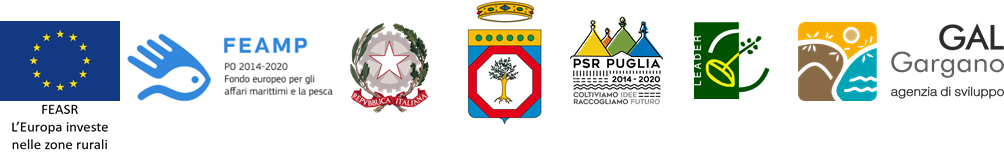 FEASR
L'Europa investe
nelle zone rurali
FEAMP
PO 2014-2020
Fondo europeo per gli
affari marittimi e la pesca
REPVBBLICA ITALIANA
PSR PUGLIA
2014 - 2020
COLTIVIAMO IDEE
RACCOGLIAMO FUTURO
LEADER
GAL
Gargano
agenzia di sviluppo